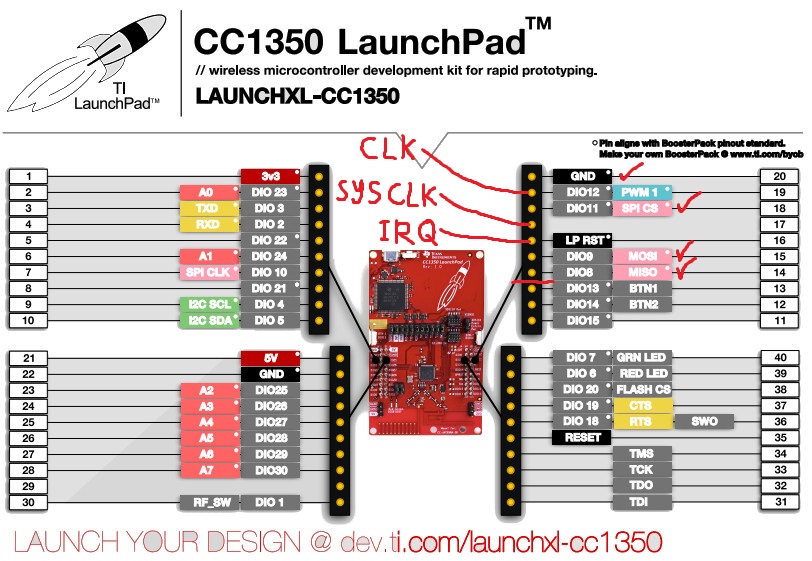 CC1350 LaunchPad™
// wireless microcontroller development kit for rapid prototyping.
LAUNCHXL-CC1350
TI
LaunchPad™
Pin aligns with BoosterPack pinout standard.
Make your own BoosterPack @ www.ti.com/byob
CLK
SYSCLK
IRQ
1 3v3
2 A0 DIO 23
3 TXD DIO 3
4 RXD DIO 2
5 DIO 22
6 A1 DIO 24
7 SPI CLK DIO 10
8 DIO 21
9 I2C SCL DIO 4
10 I2C SDA DIO 5
GND 20
DIO12 PWM 1 19
DIO11 SPI CS 18
17
LP RST 16
DIO9 MOSI 15
DIO8 MISO 14
DIO13 BTN1 13
DIO14 BTN2 12
DIO15 11
TEXAS
INSTRUMENTS
CC1350 LaunchPad
Rev. 1.0
21 5V
22 GND
23 A2 DIO25
24 A3 DIO26
25 A4 DIO27
26 A5 DIO28
27 A6 DIO29
28 A7 DIO30
29
30 RF_SW DIO 1
DIO 7 GRN LED 40
DIO 6 RED LED 39
DIO 20 FLASH CS 38
DIO 19 CTS 37
DIO 18 RTS SWO 36
RESET 35
TMS 34
TCK 33
TDO 32
TDI 31
LAUNCH YOUR DESIGN @ dev.ti.com/launchxl-cc1350